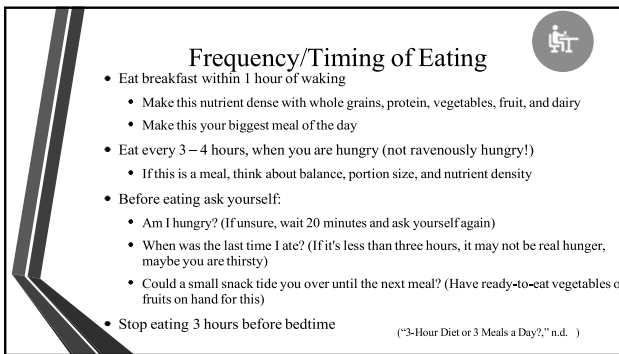 Frequency/Timing of Eating
• Eat breakfast within 1 hour of waking
• Make this nutrient dense with whole grains, protein, vegetables, fruit, and dairy
• Make this your biggest meal of the day
• Eat every 3 – 4 hours, when you are hungry (not ravenously hungry!)
• If this is a meal, think about balance, portion size, and nutrient density
• Before eating ask yourself:
• Am I hungry? (If unsure, wait 20 minutes and ask yourself again)
• When was the last time I ate? (If it's less than three hours, it may not be real hunger,
maybe you are thirsty)
• Could a small snack tide you over until the next meal? (Have ready-to-eat vegetables o
fruits on hand for this)
• Stop eating 3 hours before bedtime
(“3-Hour Diet or 3 Meals a Day?,” n.d. )